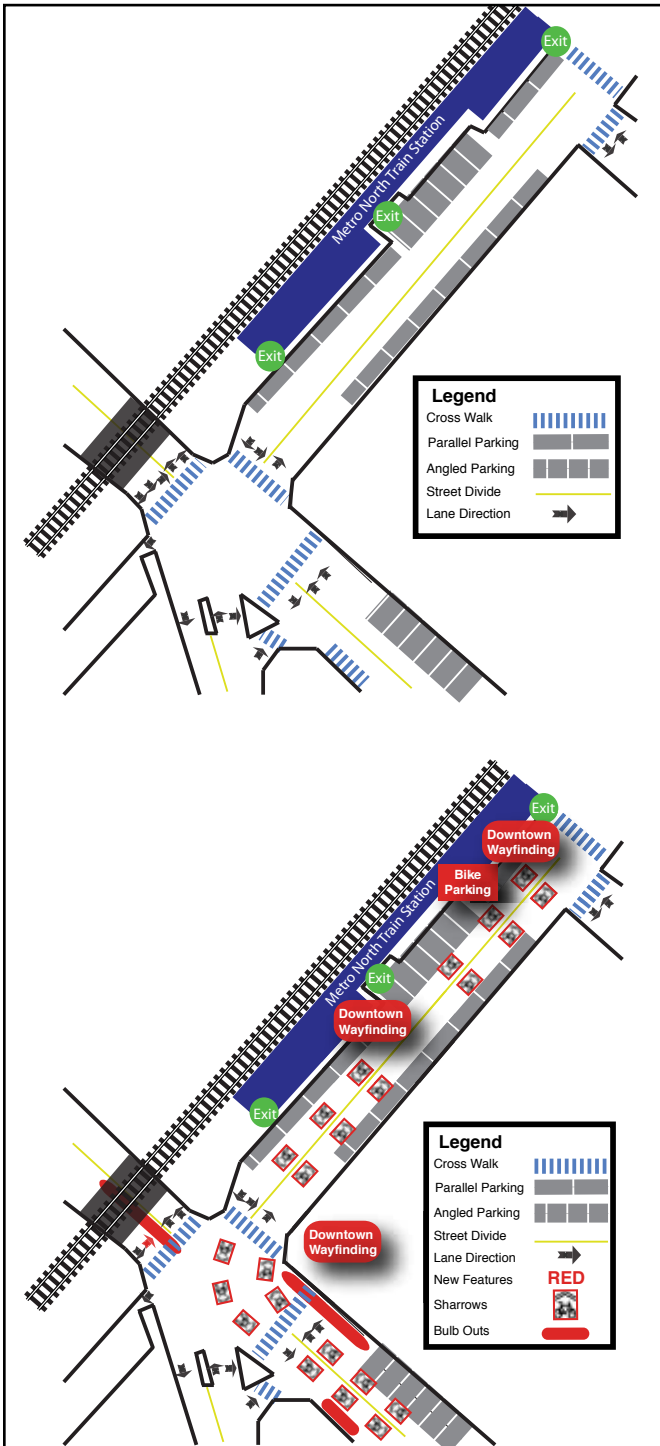 Exit
Metro North Train Station
Exit
Exit
Legend
Cross Walk
Parallel Parking
Angled Parking
Street Divide
Lane Direction
Exit
Downtown
Wayfinding
Bike
Parking
Metro North Train Station
Exit
Downtown
Wayfinding
Exit
Downtown
Wayfinding
Legend
Cross Walk
Parallel Parking
Angled Parking
Street Divide
Lane Direction
New Features RED
Sharrows
Bulb Outs